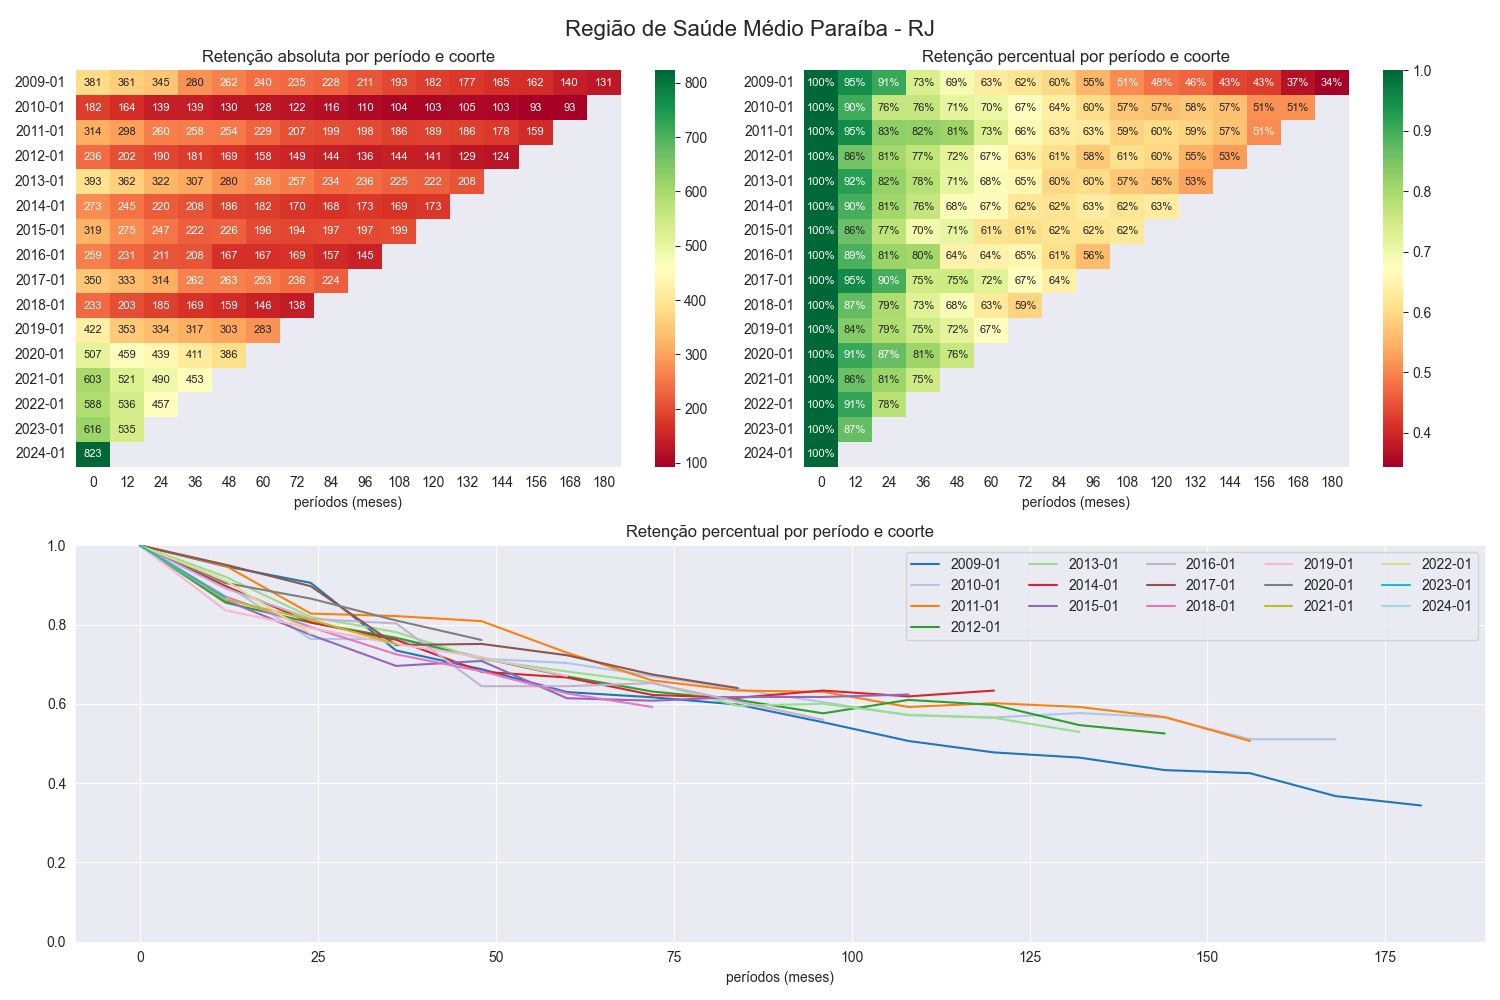 Região de Saúde Médio Paraíba - RJ
Retenção absoluta por período e coorte
2009-01 381 361 345 280 262 240 235 228 211 193 182 177 165 162 140 131
2010-01 182 164 139 139 130 128 122 116 110 104 103 105 103 93 93
2011-01 314 298 260 258 254 229 207 199 198 186 189 186 178 159
2012-01 236 202 190 181 169 158 149 144 136 144 141 129 124
2013-01 393 362 322 307 280 268 257 234 236 225 222 208
2014-01 273 245 220 208 186 182 170 168 173 169 173
2015-01 319 275 247 222 226 196 194 197 197 199
2016-01 259 231 211 208 167 167 169 157 145
2017-01 350 333 314 262 263 253 236 224
2018-01 233 203 185 169 159 146 138
2019-01 422 353 334 317 303 283
2020-01 507 459 439 411 386
2021-01 603 521 490 453
2022-01 588 536 457
2023-01 616 535
2024-01 823
0 12 24 36 48 60 72 84 96 108 120 132 144 156 168 180
períodos (meses)
800
700
600
500
400
300
200
100
Retenção percentual por período e coorte
2009-01 100% 95% 91% 73% 69% 63% 62% 60% 55% 51% 48% 46% 43% 43% 37% 34%
2010-01 100% 90% 76% 76% 71% 70% 67% 64% 60% 57% 57% 58% 57% 51% 51%
2011-01 100% 95% 83% 82% 81% 73% 66% 63% 63% 59% 60% 59% 57% 51%
2012-01 100% 86% 81% 77% 72% 67% 63% 61% 58% 61% 60% 55% 53%
2013-01 100% 92% 82% 78% 71% 68% 65% 60% 60% 57% 56% 53%
2014-01 100% 90% 81% 76% 68% 67% 62% 62% 63% 62% 63%
2015-01 100% 86% 77% 70% 71% 61% 61% 62% 62% 62%
2016-01 100% 89% 81% 80% 64% 64% 65% 61% 56%
2017-01 100% 95% 90% 75% 75% 72% 67% 64%
2018-01 100% 87% 79% 73% 68% 63% 59%
2019-01 100% 84% 79% 75% 72% 67%
2020-01 100% 91% 87% 81% 76%
2021-01 100% 86% 81% 75%
2022-01 100% 91% 78%
2023-01 100% 87%
2024-01 100%
0 12 24 36 48 60 72 84 96 108 120 132 144 156 168 180
períodos (meses)
1.0
0.9
0.8
0.7
0.6
0.5
0.4
Retenção percentual por período e coorte
1.0
0.8
0.6
0.4
0.2
0.0
2009-01 2013-01 2016-01 2019-01 2022-01
2010-01 2014-01 2017-01 2020-01 2023-01
2011-01 2015-01 2018-01 2021-01 2024-01
2012-01
0 25 50 75 100 125 150 175
períodos (meses)